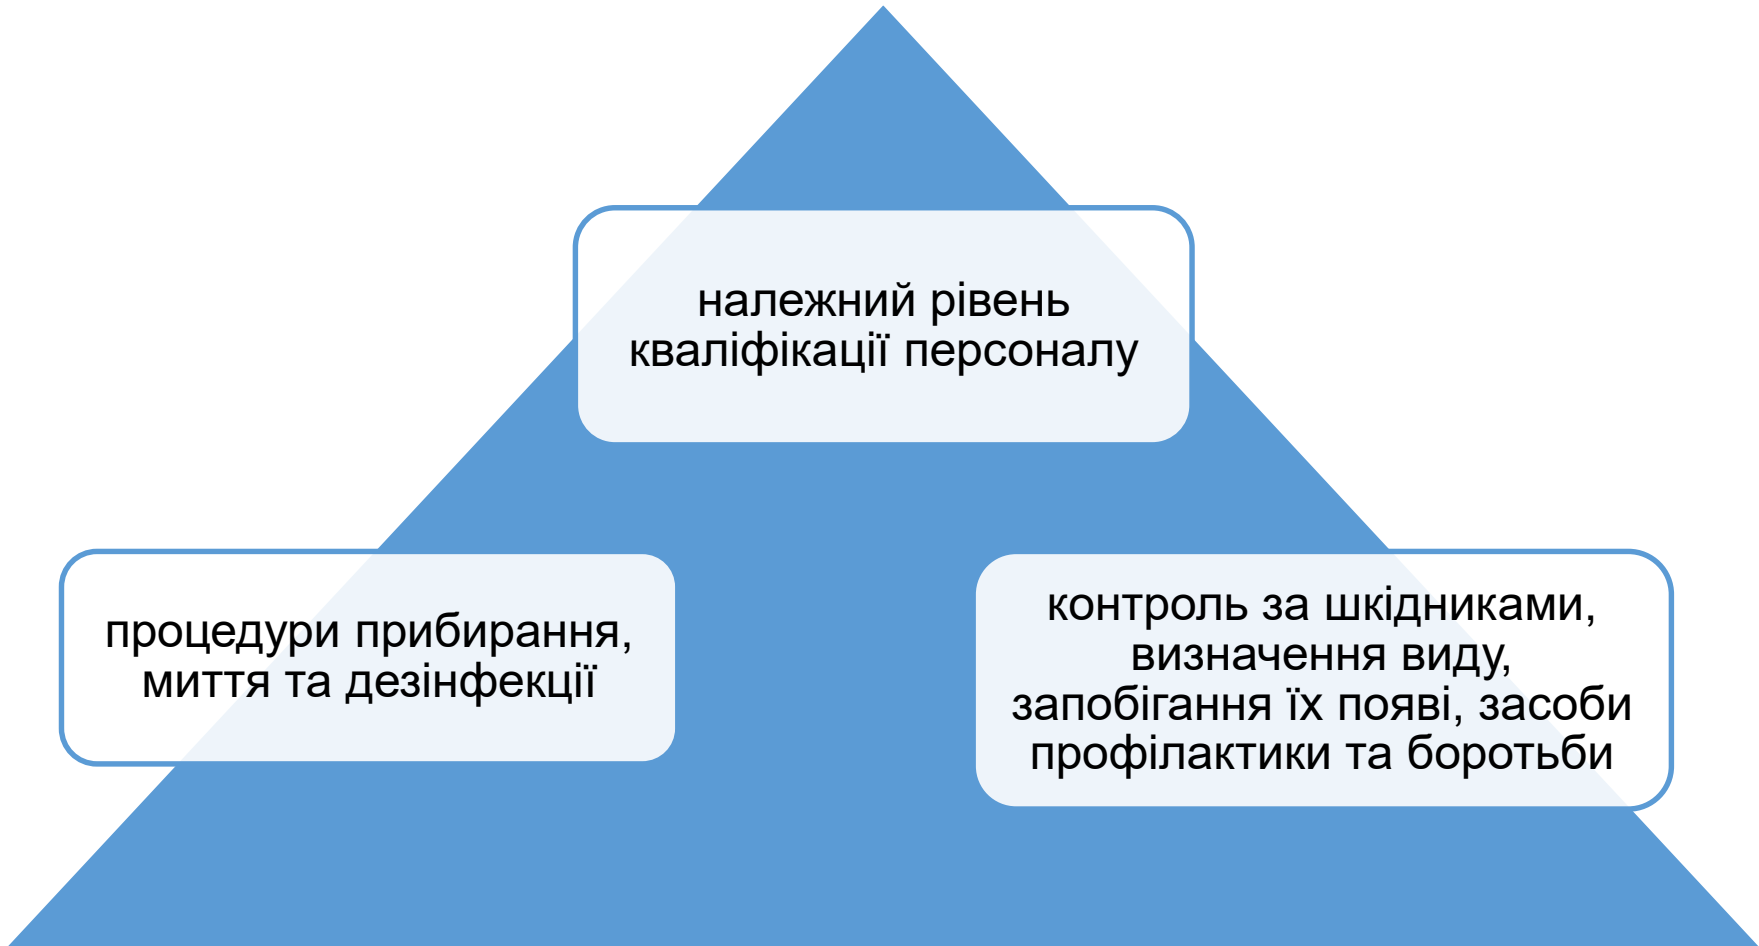 належний рівень
кваліфікації персоналу
процедури прибирання,
миття та дезінфекції
контроль за шкідниками,
визначення виду,
запобігання їх появі, засоби
профілактики та боротьби